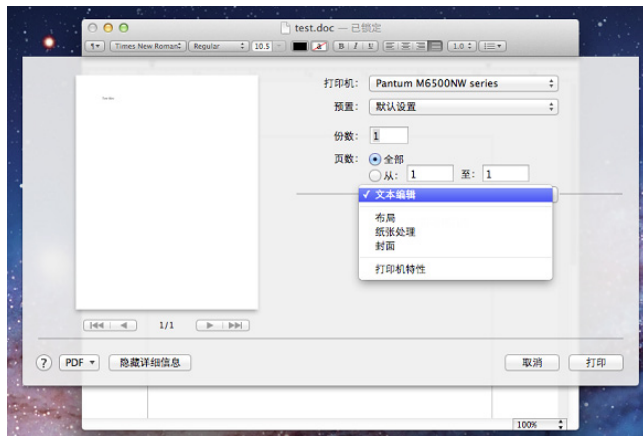 test.doc — 已锁定
Times New Roman Regular 10.5 a B I U 1.0
打印机: Pantum M6500NW series
预置: 默认设置
份数: 1
页数: 全部
从: 1 至: 1
✓ 文本编辑
布局
纸张处理
封面
打印机特性
1/1
? PDF 隐藏详细信息 取消 打印
100%